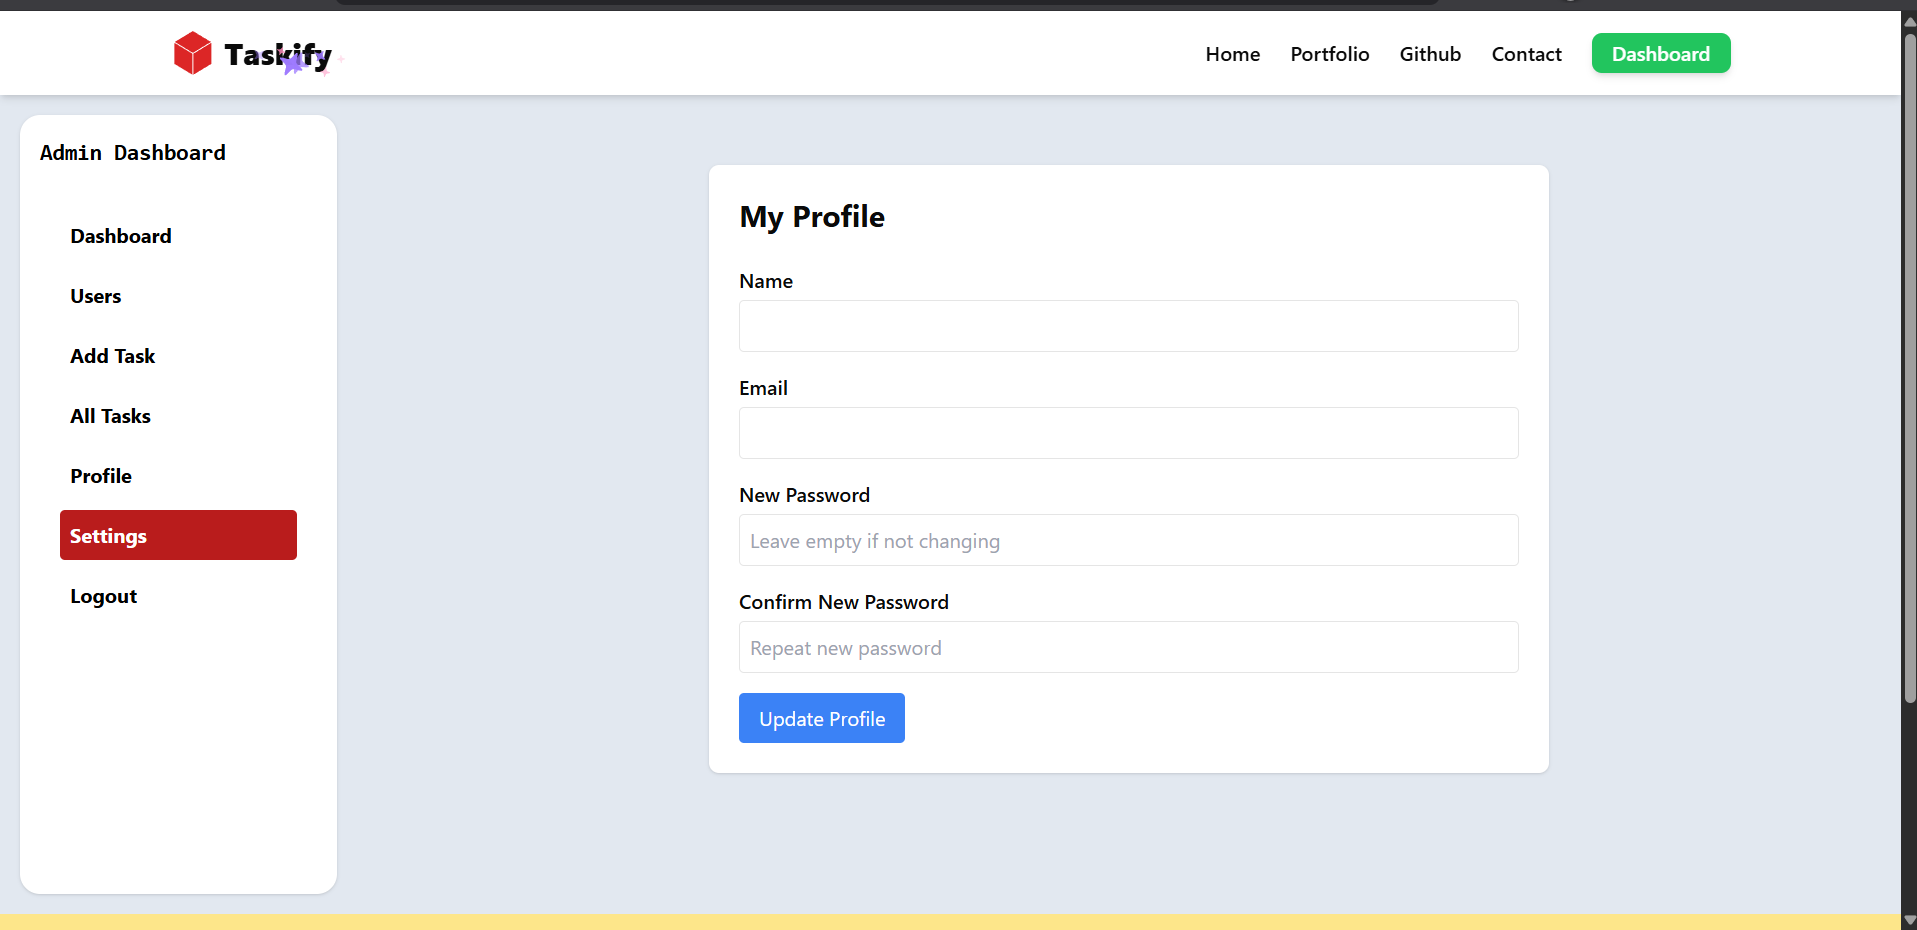 Taskify
Home Portfolio Github Contact Dashboard
Admin Dashboard
Dashboard
Users
Add Task
All Tasks
Profile
Settings
Logout
My Profile
Name
Email
New Password
Leave empty if not changing
Confirm New Password
Repeat new password
Update Profile